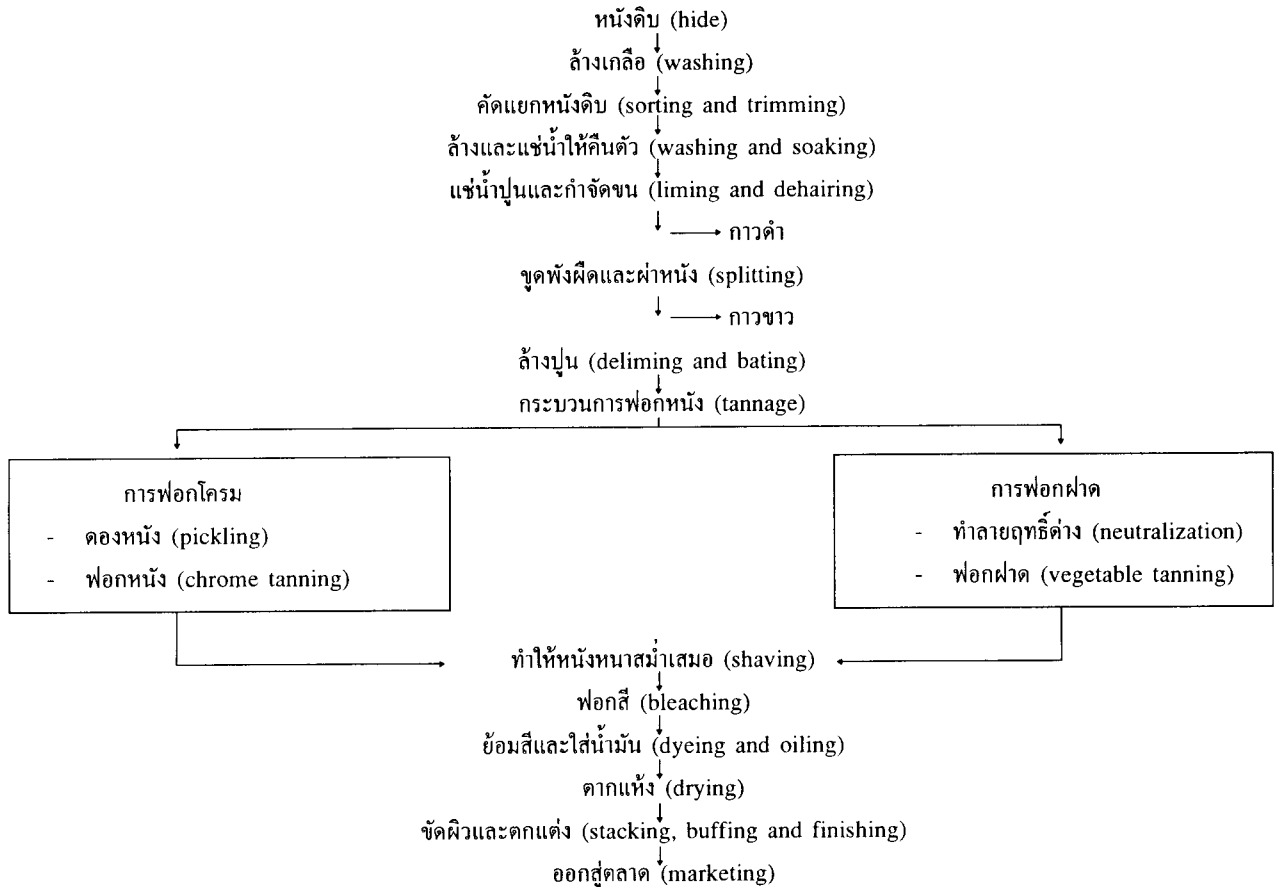 หนังดิบ (hide)
ล้างเกลือ (washing)
คัดแยกหนังดิบ (sorting and trimming)
ล้างและแช่น้ำให้คืนตัว (washing and soaking)
แช่น้ำปูนและกำจัดขน (liming and dehairing)
กาวดำ
ขูดพังผืดและผ่าหนัง (splitting)
กาวขาว
ล้างปูน (deliming and bating)
กระบวนการฟอกหนัง (tannage)
การฟอกโครม
- ดองหนัง (pickling)
- ฟอกหนัง (chrome tanning)
การฟอกฝาด
- ทำลายฤทธิ์ด่าง (neutralization)
- ฟอกฝาด (vegetable tanning)
ทำให้หนังหนาสม่ำเสมอ (shaving)
ฟอกสี (bleaching)
ย้อมสีและใส่น้ำมัน (dyeing and oiling)
ตากแห้ง (drying)
ขัดผิวและตกแต่ง (stacking, buffing and finishing)
ออกสู่ตลาด (marketing)